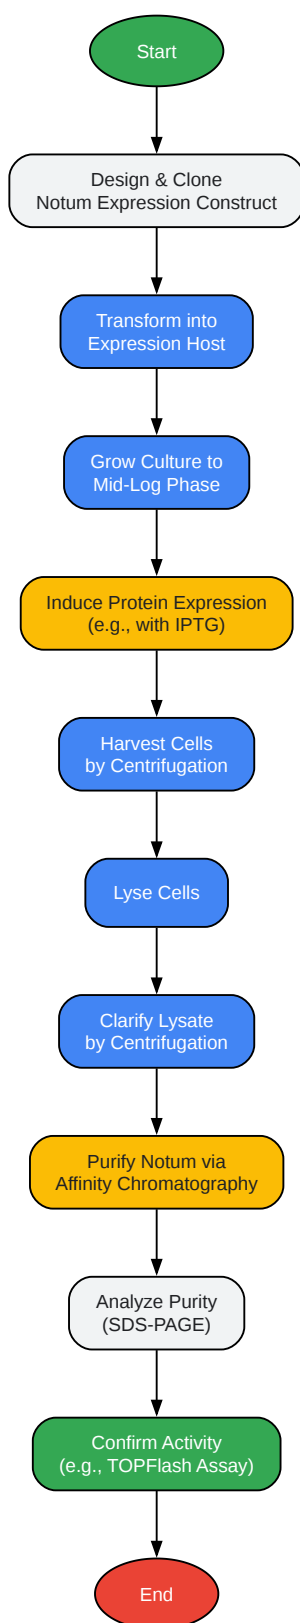 Start
Design & Clone
Notum Expression Construct
Transform into
Expression Host
Grow Culture to
Mid-Log Phase
Induce Protein Expression
(e.g., with IPTG)
Harvest Cells
by Centrifugation
Lyse Cells
Clarify Lysate
by Centrifugation
Purify Notum via
Affinity Chromatography
Analyze Purity
(SDS-PAGE)
Confirm Activity
(e.g., TOPFlash Assay)
End